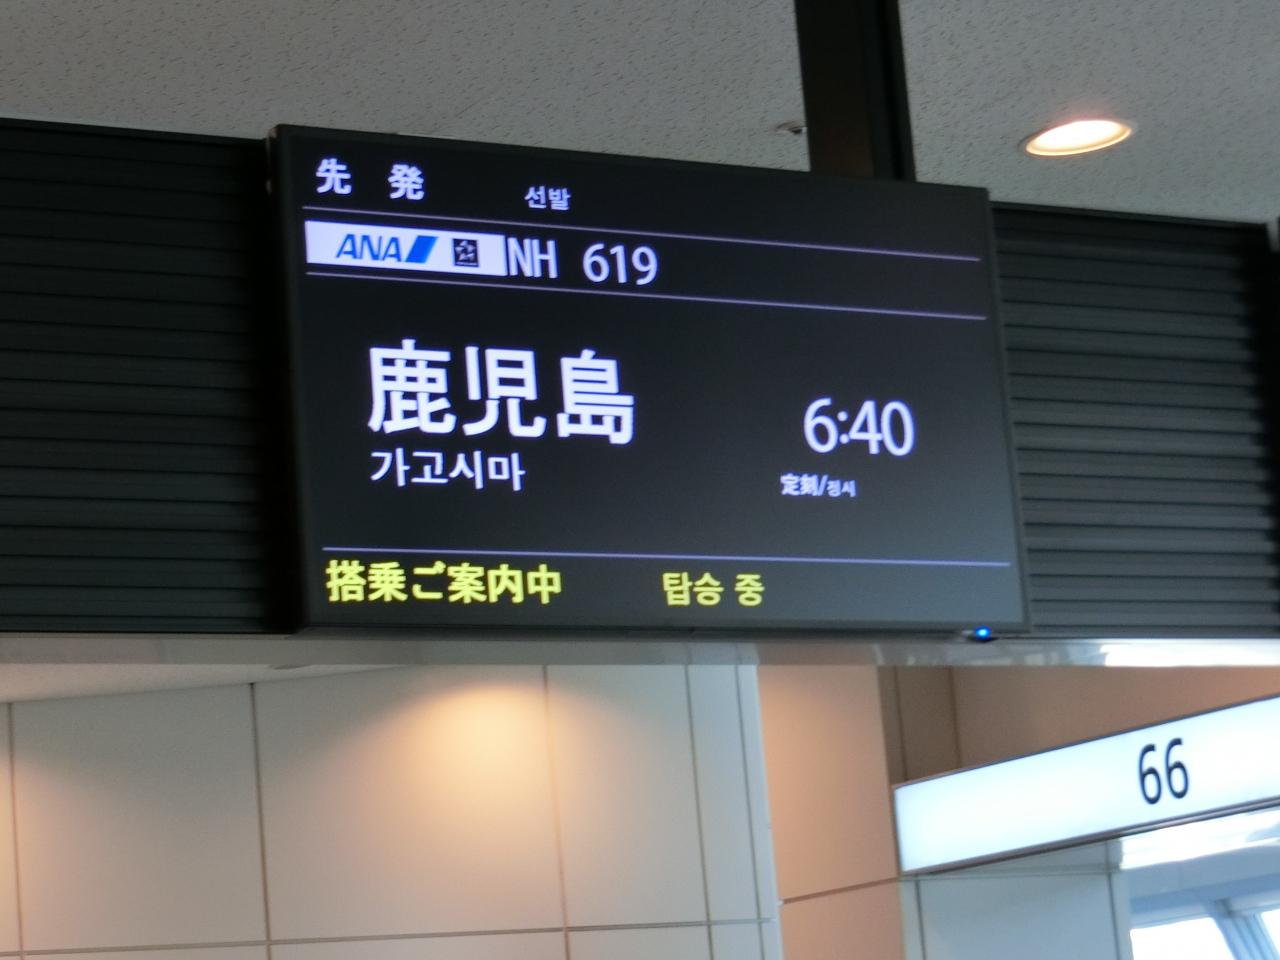 先 発 선발
ANA NH 619
鹿児島 6:40
가고시마 定刻/정시
搭乗ご案内中 탑승 중
66